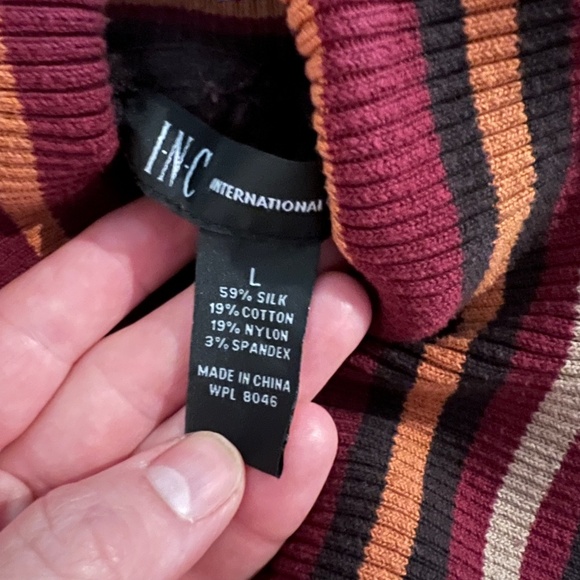 I·N·C INTERNATIONAL
L
59% SILK
19% COTTON
19% NYLON
3% SPANDEX
MADE IN CHINA
WPL 8046